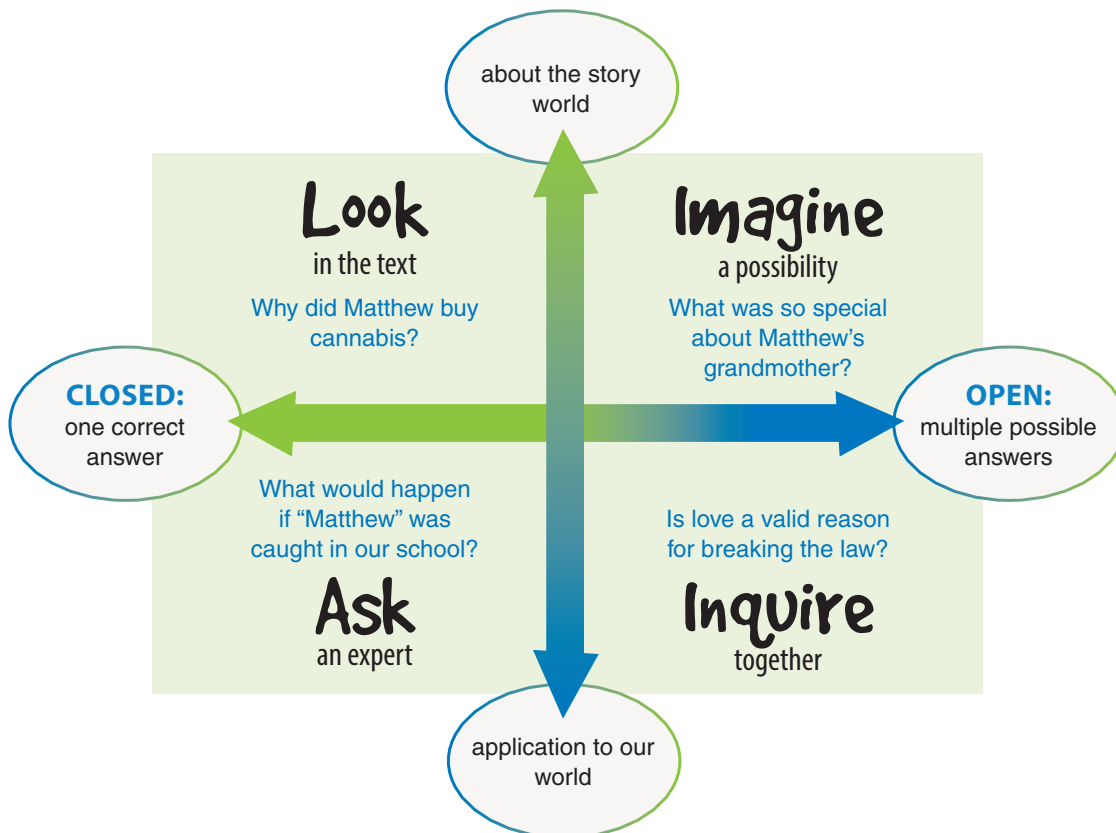 about the story
world
Look
in the text
Why did Matthew buy
cannabis?
Imagine
a possibility
What was so special
about Matthew’s
grandmother?
CLOSED:
one correct
answer
OPEN:
multiple possible
answers
What would happen
if “Matthew” was
caught in our school?
Ask
an expert
Is love a valid reason
for breaking the law?
Inquire
together
application to our
world